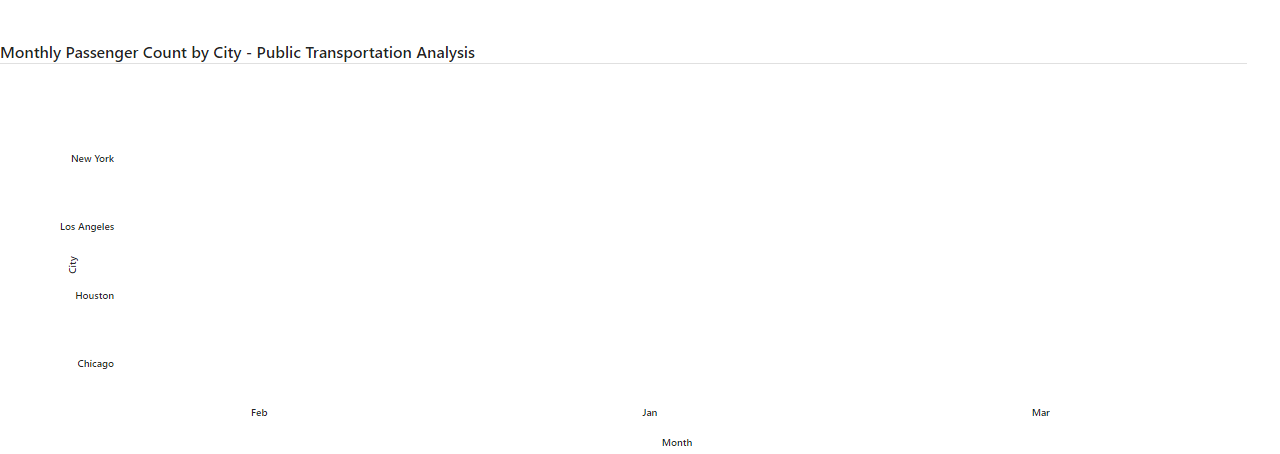 Monthly Passenger Count by City - Public Transportation Analysis
New York
Los Angeles
City
Houston
Chicago
Feb
Jan
Mar
Month